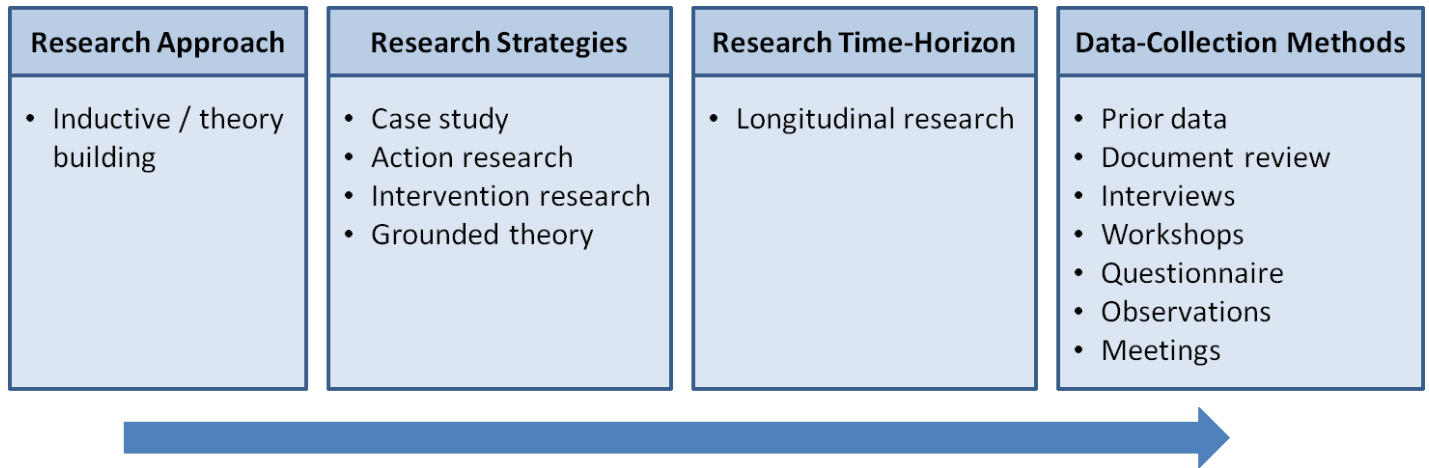 Research Approach
• Inductive / theory
building
Research Strategies
• Case study
• Action research
• Intervention research
• Grounded theory
Research Time-Horizon
• Longitudinal research
Data-Collection Methods
• Prior data
• Document review
• Interviews
• Workshops
• Questionnaire
• Observations
• Meetings